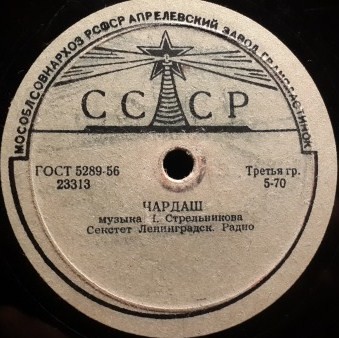 МОСОБЛСОВНАРХОЗ РСФСР АПРЕЛЕВСКИЙ ЗАВОД ГРАМПЛАСТИНОК
СССР
ГОСТ 5289-56
23313
Третья гр.
5-70
ЧАРДАШ
музыка І. Стрельникова
Секстет Ленинградск. Радио